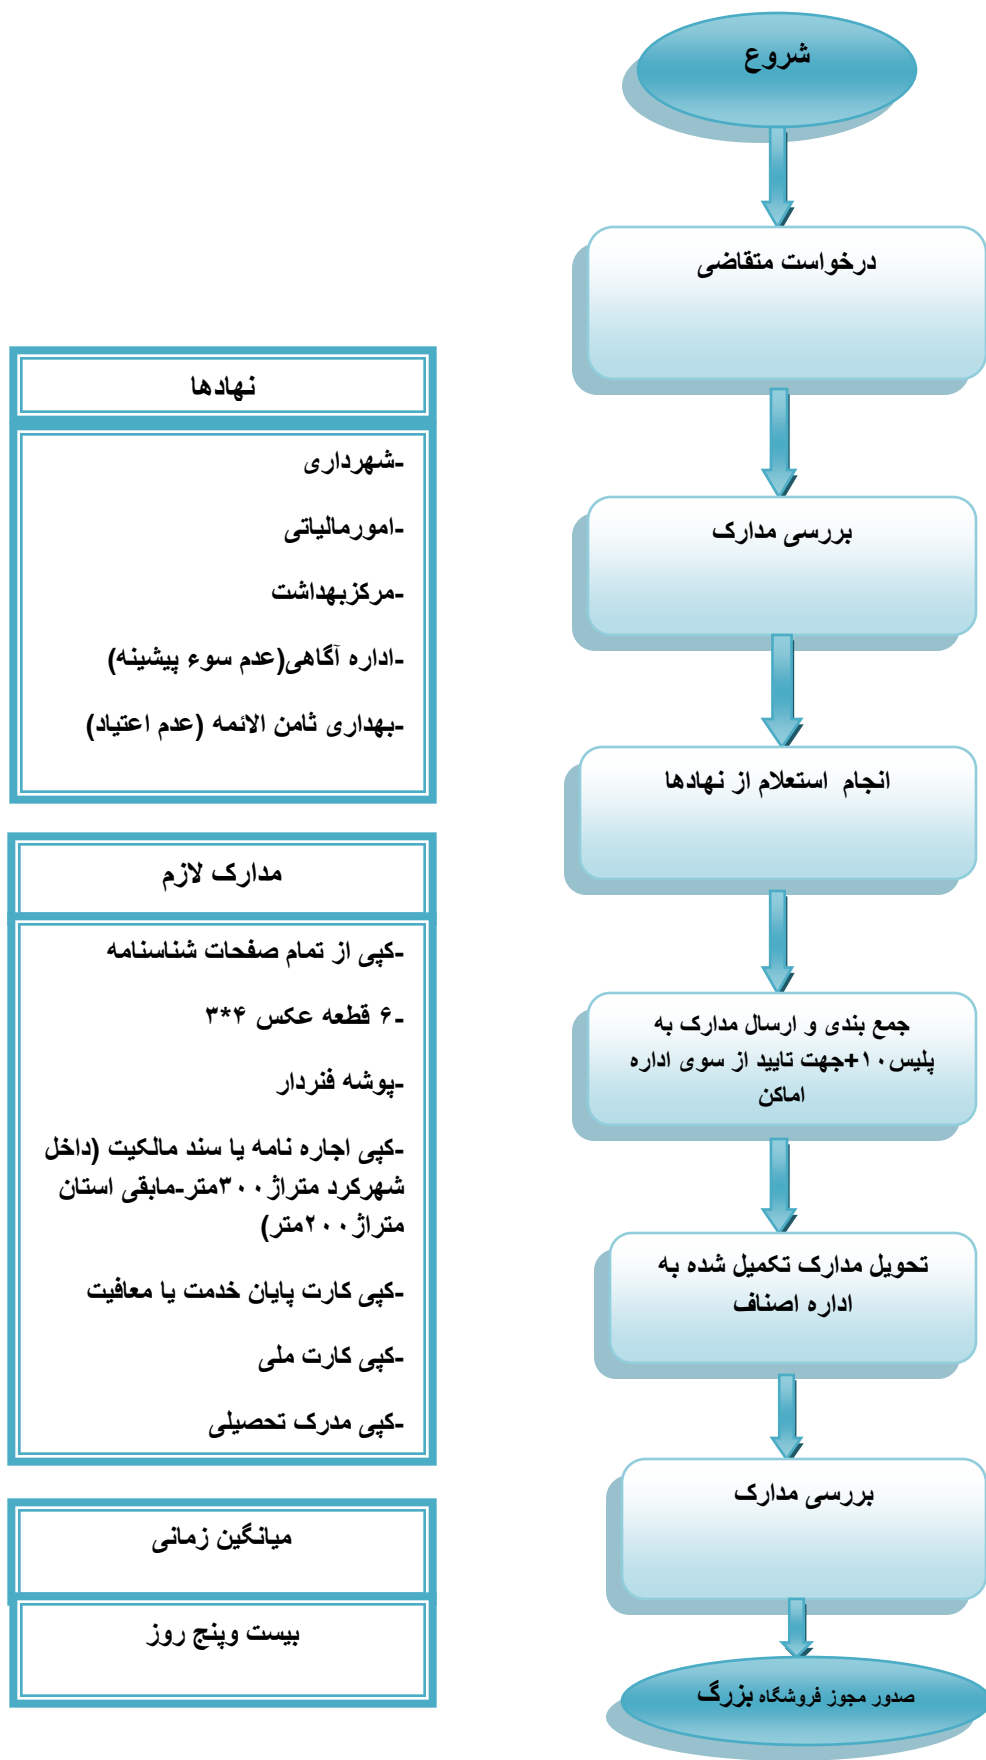 شروع
درخواست متقاضی
بررسی مدارک
انجام استعلام از نهادها
جمع بندی و ارسال مدارک به
پلیس۱۰+جهت تایید از سوی اداره
اماکن
تحویل مدارک تکمیل شده به
اداره اصناف
بررسی مدارک
صدور مجوز فروشگاه بزرگ
نهادها
-شهرداری
-امورمالیاتی
-مرکزبهداشت
-اداره آگاهی(عدم سوء پیشینه)
-بهداری ثامن الائمه (عدم اعتیاد)
مدارک لازم
-کپی از تمام صفحات شناسنامه
-۶ قطعه عکس ۴*۳
-پوشه فنردار
-کپی اجاره نامه یا سند مالکیت (داخل
شهرکرد متراژ۳۰۰متر-مابقی استان
متراژ۲۰۰متر)
-کپی کارت پایان خدمت یا معافیت
-کپی کارت ملی
-کپی مدرک تحصیلی
میانگین زمانی
بیست وپنج روز